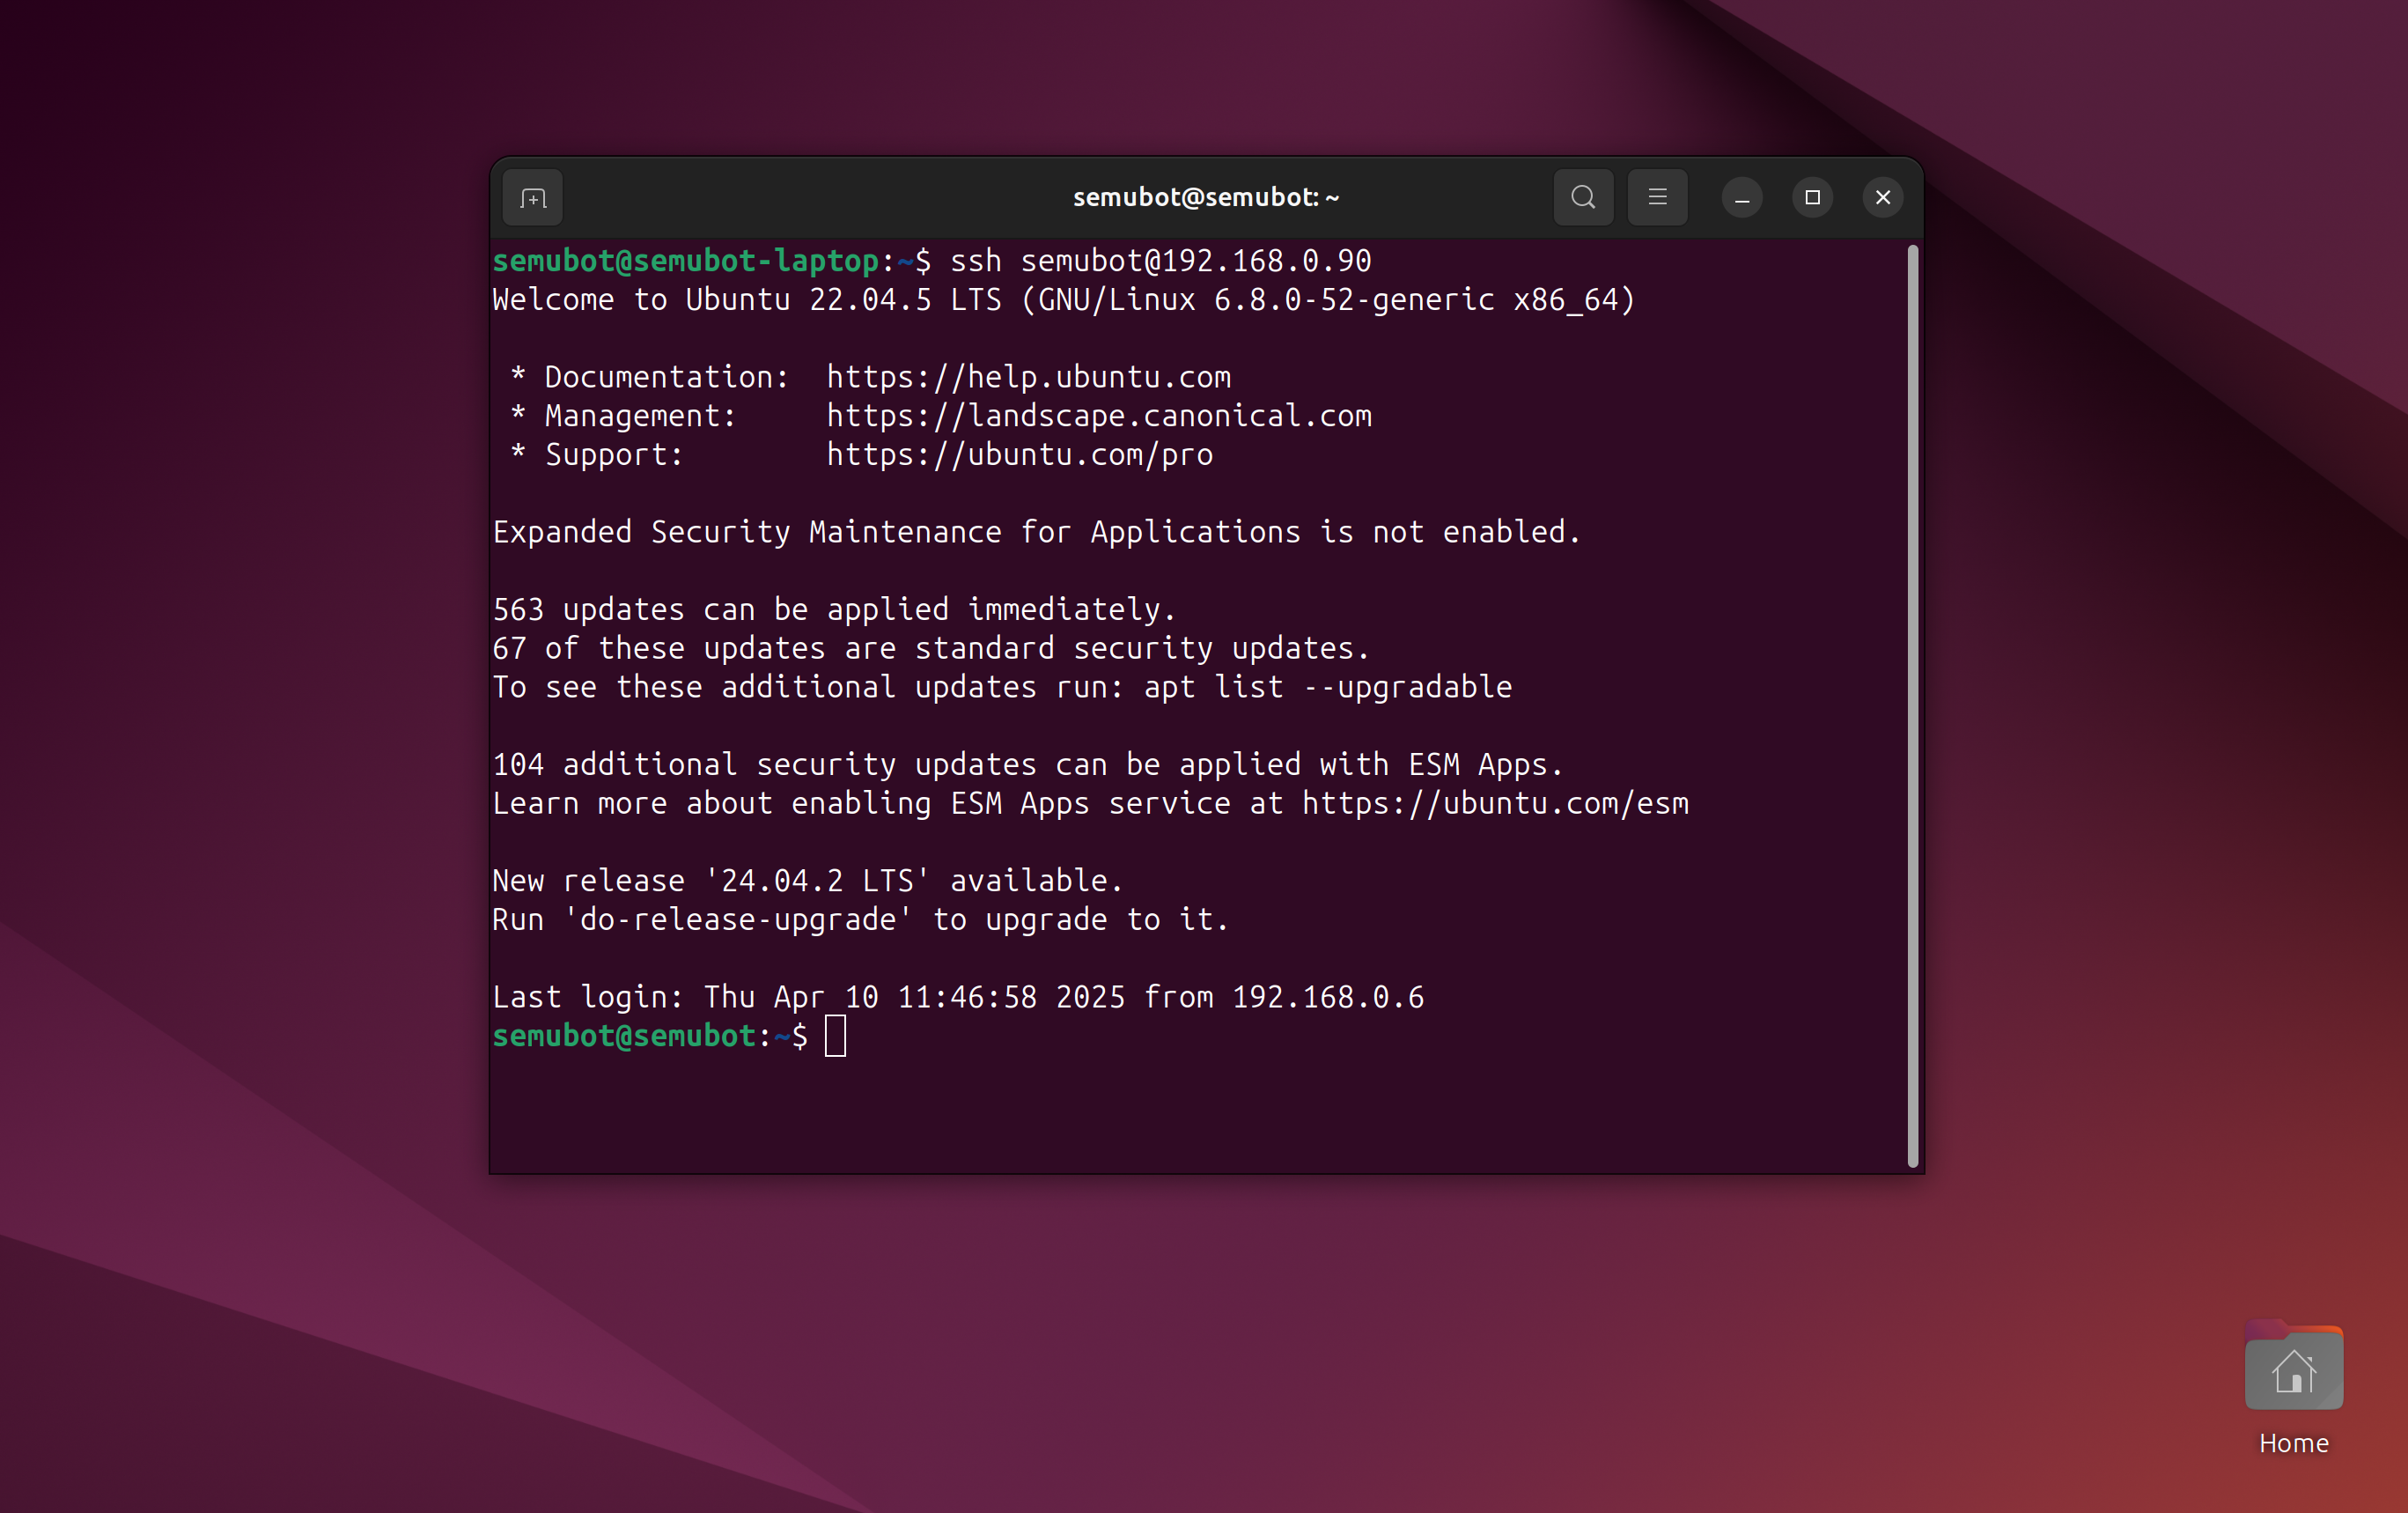 semubot@semubot: ~
semubot@semubot-laptop:~$ ssh semubot@192.168.0.90
Welcome to Ubuntu 22.04.5 LTS (GNU/Linux 6.8.0-52-generic x86_64)
* Documentation:  https://help.ubuntu.com
* Management:     https://landscape.canonical.com
* Support:        https://ubuntu.com/pro
Expanded Security Maintenance for Applications is not enabled.
563 updates can be applied immediately.
67 of these updates are standard security updates.
To see these additional updates run: apt list --upgradable
104 additional security updates can be applied with ESM Apps.
Learn more about enabling ESM Apps service at https://ubuntu.com/esm
New release '24.04.2 LTS' available.
Run 'do-release-upgrade' to upgrade to it.
Last login: Thu Apr 10 11:46:58 2025 from 192.168.0.6
semubot@semubot:~$
Home